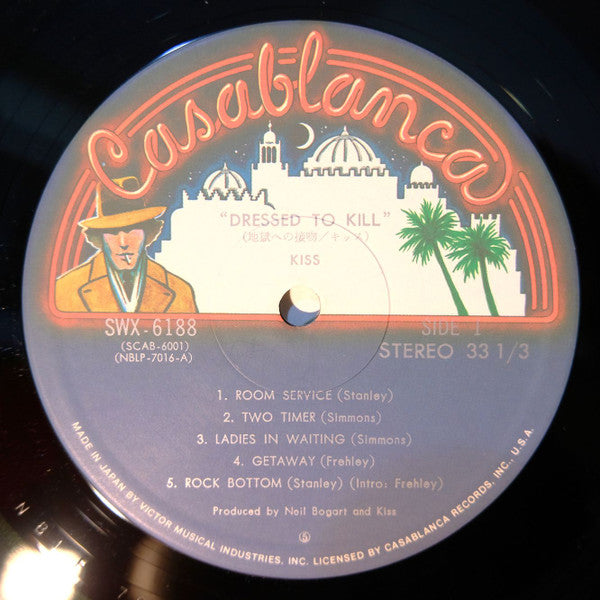 Casablanca
"DRESSED TO KILL"
(地獄への接吻/キッス)
KISS
SWX-6188
(SCAB-6001)
(NBLP-7016-A)
SIDE 1
STEREO 33 1/3
1. ROOM SERVICE (Stanley)
2. TWO TIMER (Simmons)
3. LADIES IN WAITING (Simmons)
4. GETAWAY (Frehley)
5. ROCK BOTTOM (Stanley) (Intro: Frehley)
Produced by Neil Bogart and Kiss
Ⓢ
MADE IN JAPAN BY VICTOR MUSICAL INDUSTRIES, INC. LICENSED BY CASABLANCA RECORDS, INC. U.S.A.